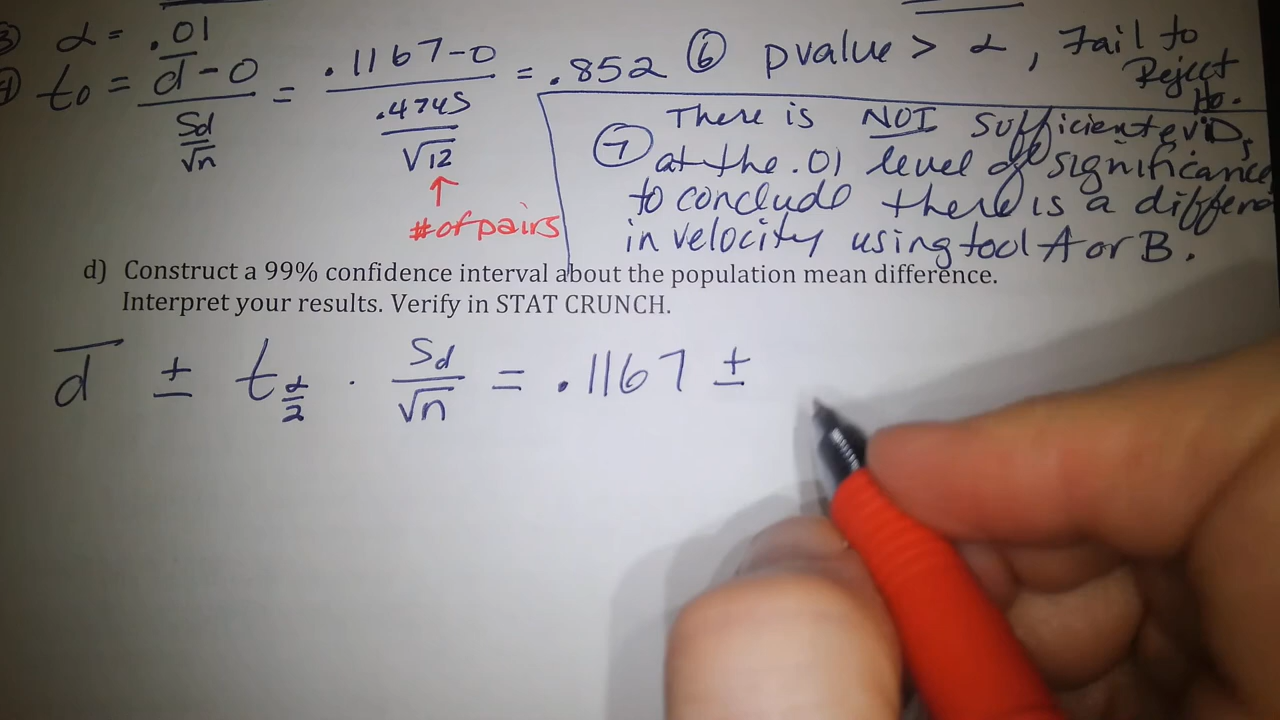 ③ α = .01
④ t₀ = d̄ - 0 / (Sd / √n) = .1167-0 / (.4745 / √12) = .852 ⑥ pvalue > α, Fail to Reject Ho.
↑
# of pairs
⑦ There is NOT sufficient evid,
at the .01 level of significance
to conclude there is a differen
in velocity using tool A or B.
d) Construct a 99% confidence interval about the population mean difference.
Interpret your results. Verify in STAT CRUNCH.
d̄ ± t α/2 · Sd / √n = .1167 ±